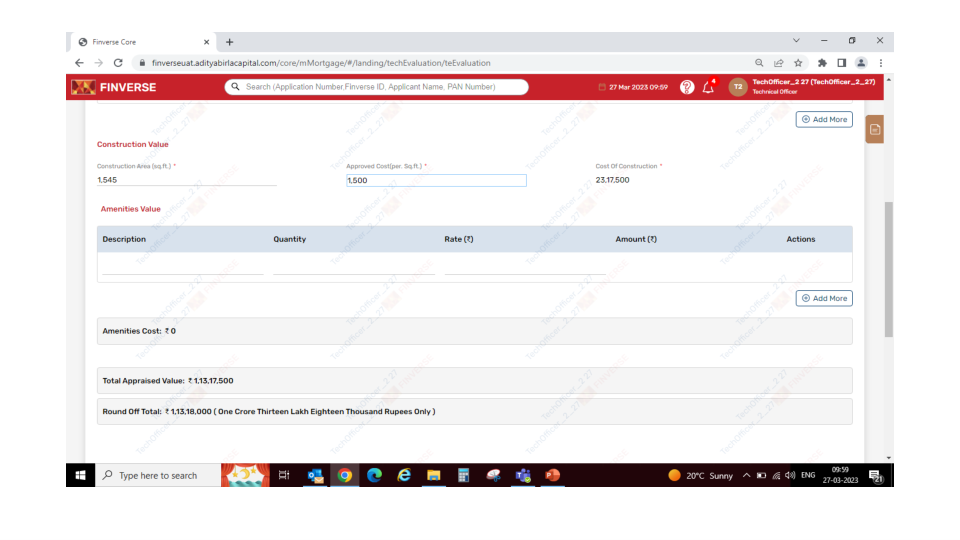 Finverse Core
finverseuat.adityabirlacapital.com/core/mMortgage/#/landing/techEvaluation/teEvaluation
FINVERSE
Search (Application Number,Finverse ID, Applicant Name, PAN Number)
27 Mar 2023 09:59
4
T2
TechOfficer_2 27 (TechOfficer_2_27)
Technical Officer
Add More
Construction Value
Construction Area (sq.ft.) * Approved Cost(per. Sq.ft.) * Cost Of Construction *
1,545 1,500 23,17,500
Amenities Value
Description Quantity Rate (₹) Amount (₹) Actions
Add More
Amenities Cost: ₹ 0
Total Appraised Value: ₹ 1,13,17,500
Round Off Total: ₹ 1,13,18,000 ( One Crore Thirteen Lakh Eighteen Thousand Rupees Only )
Type here to search
20°C Sunny
ENG
09:59
27-03-2023
21